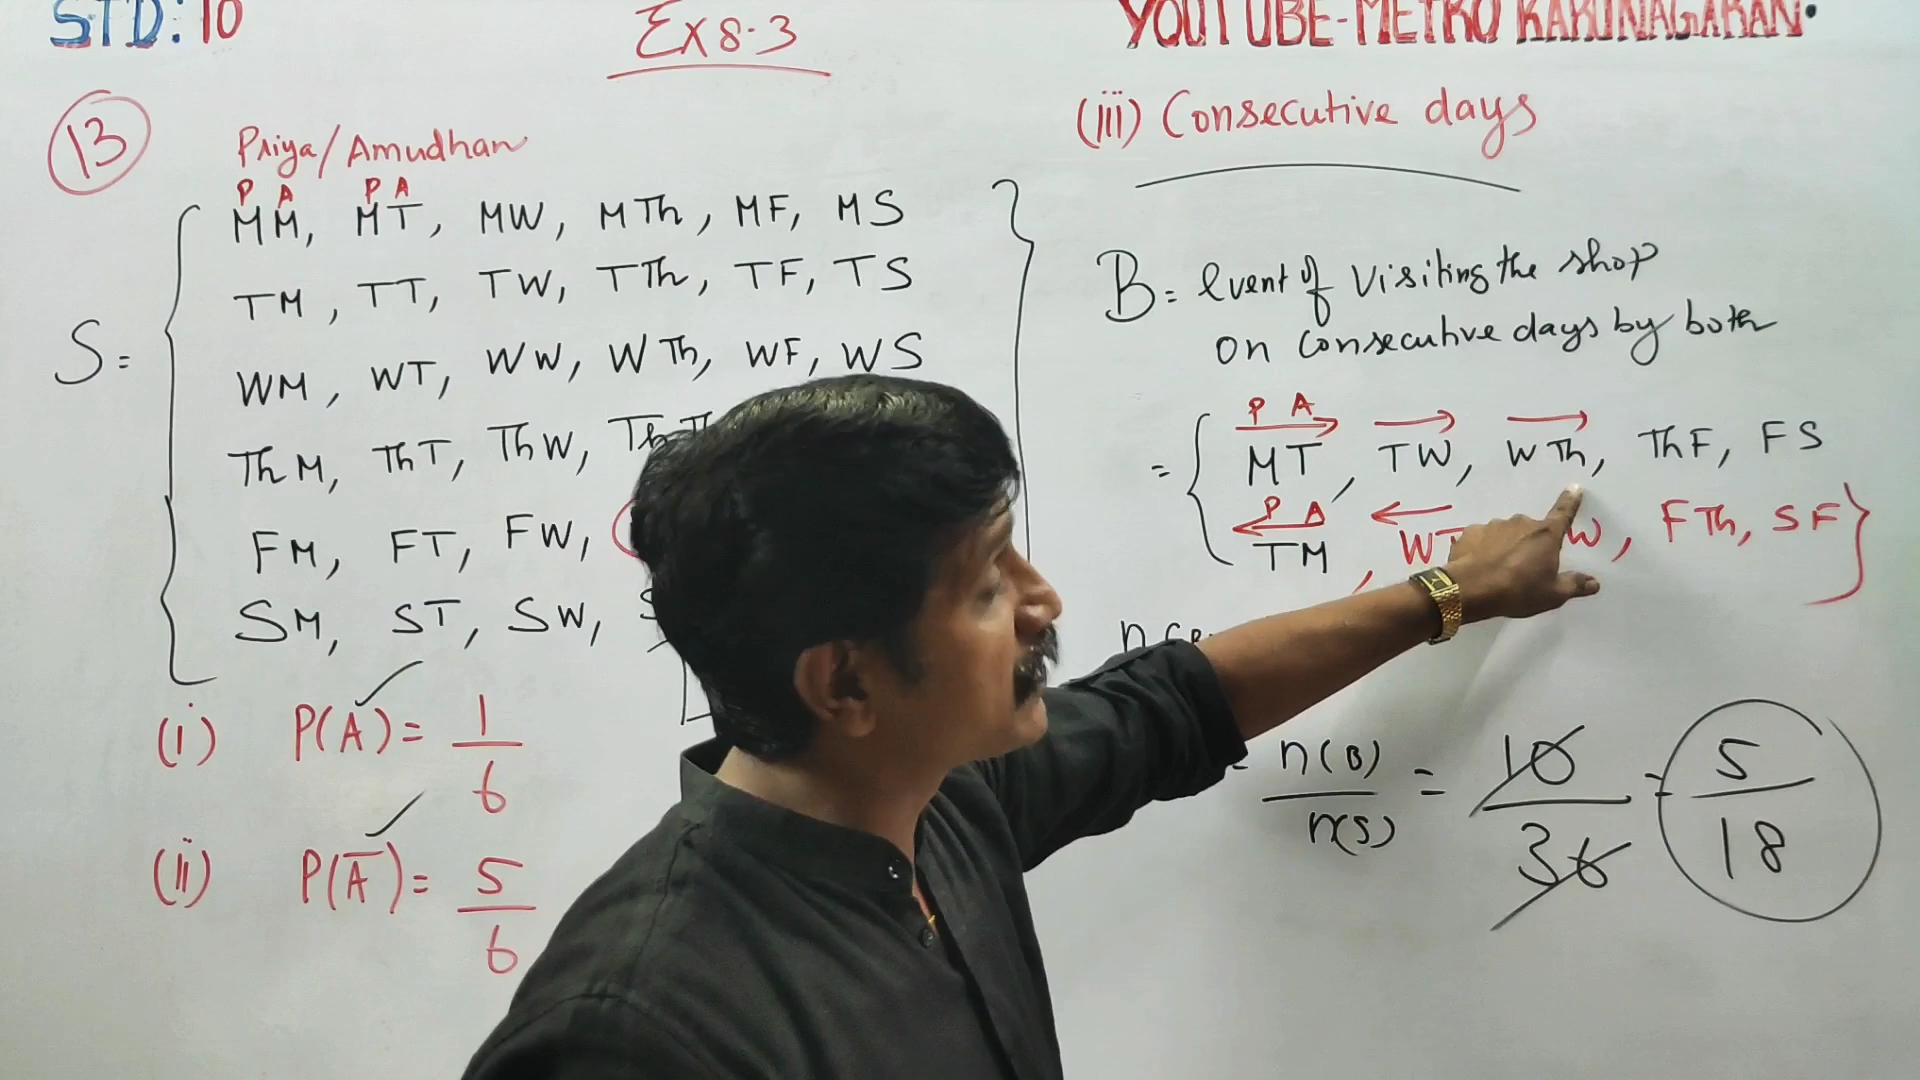 STD: 10
Ex 8.3
YOUTUBE-METRO KARUNAGARAN.
13
Priya/Amudhan
P A P A
MM, MT, MW, MTh, MF, MS
TM, TT, TW, TTh, TF, TS
S = WM, WT, WW, WTh, WF, WS
ThM, ThT, ThW,
FM, FT, FW,
SM, ST, SW,
(i) P(A) = 1/6
(ii) P(A̅) = 5/6
(iii) Consecutive days
B = Event of visiting the shop
on consecutive days by both
P A
= { MT, TW, WTh, ThF, FS
P A
TM, WT W, FTh, SF }
= n(B)/n(S) = 10/36 = 5/18